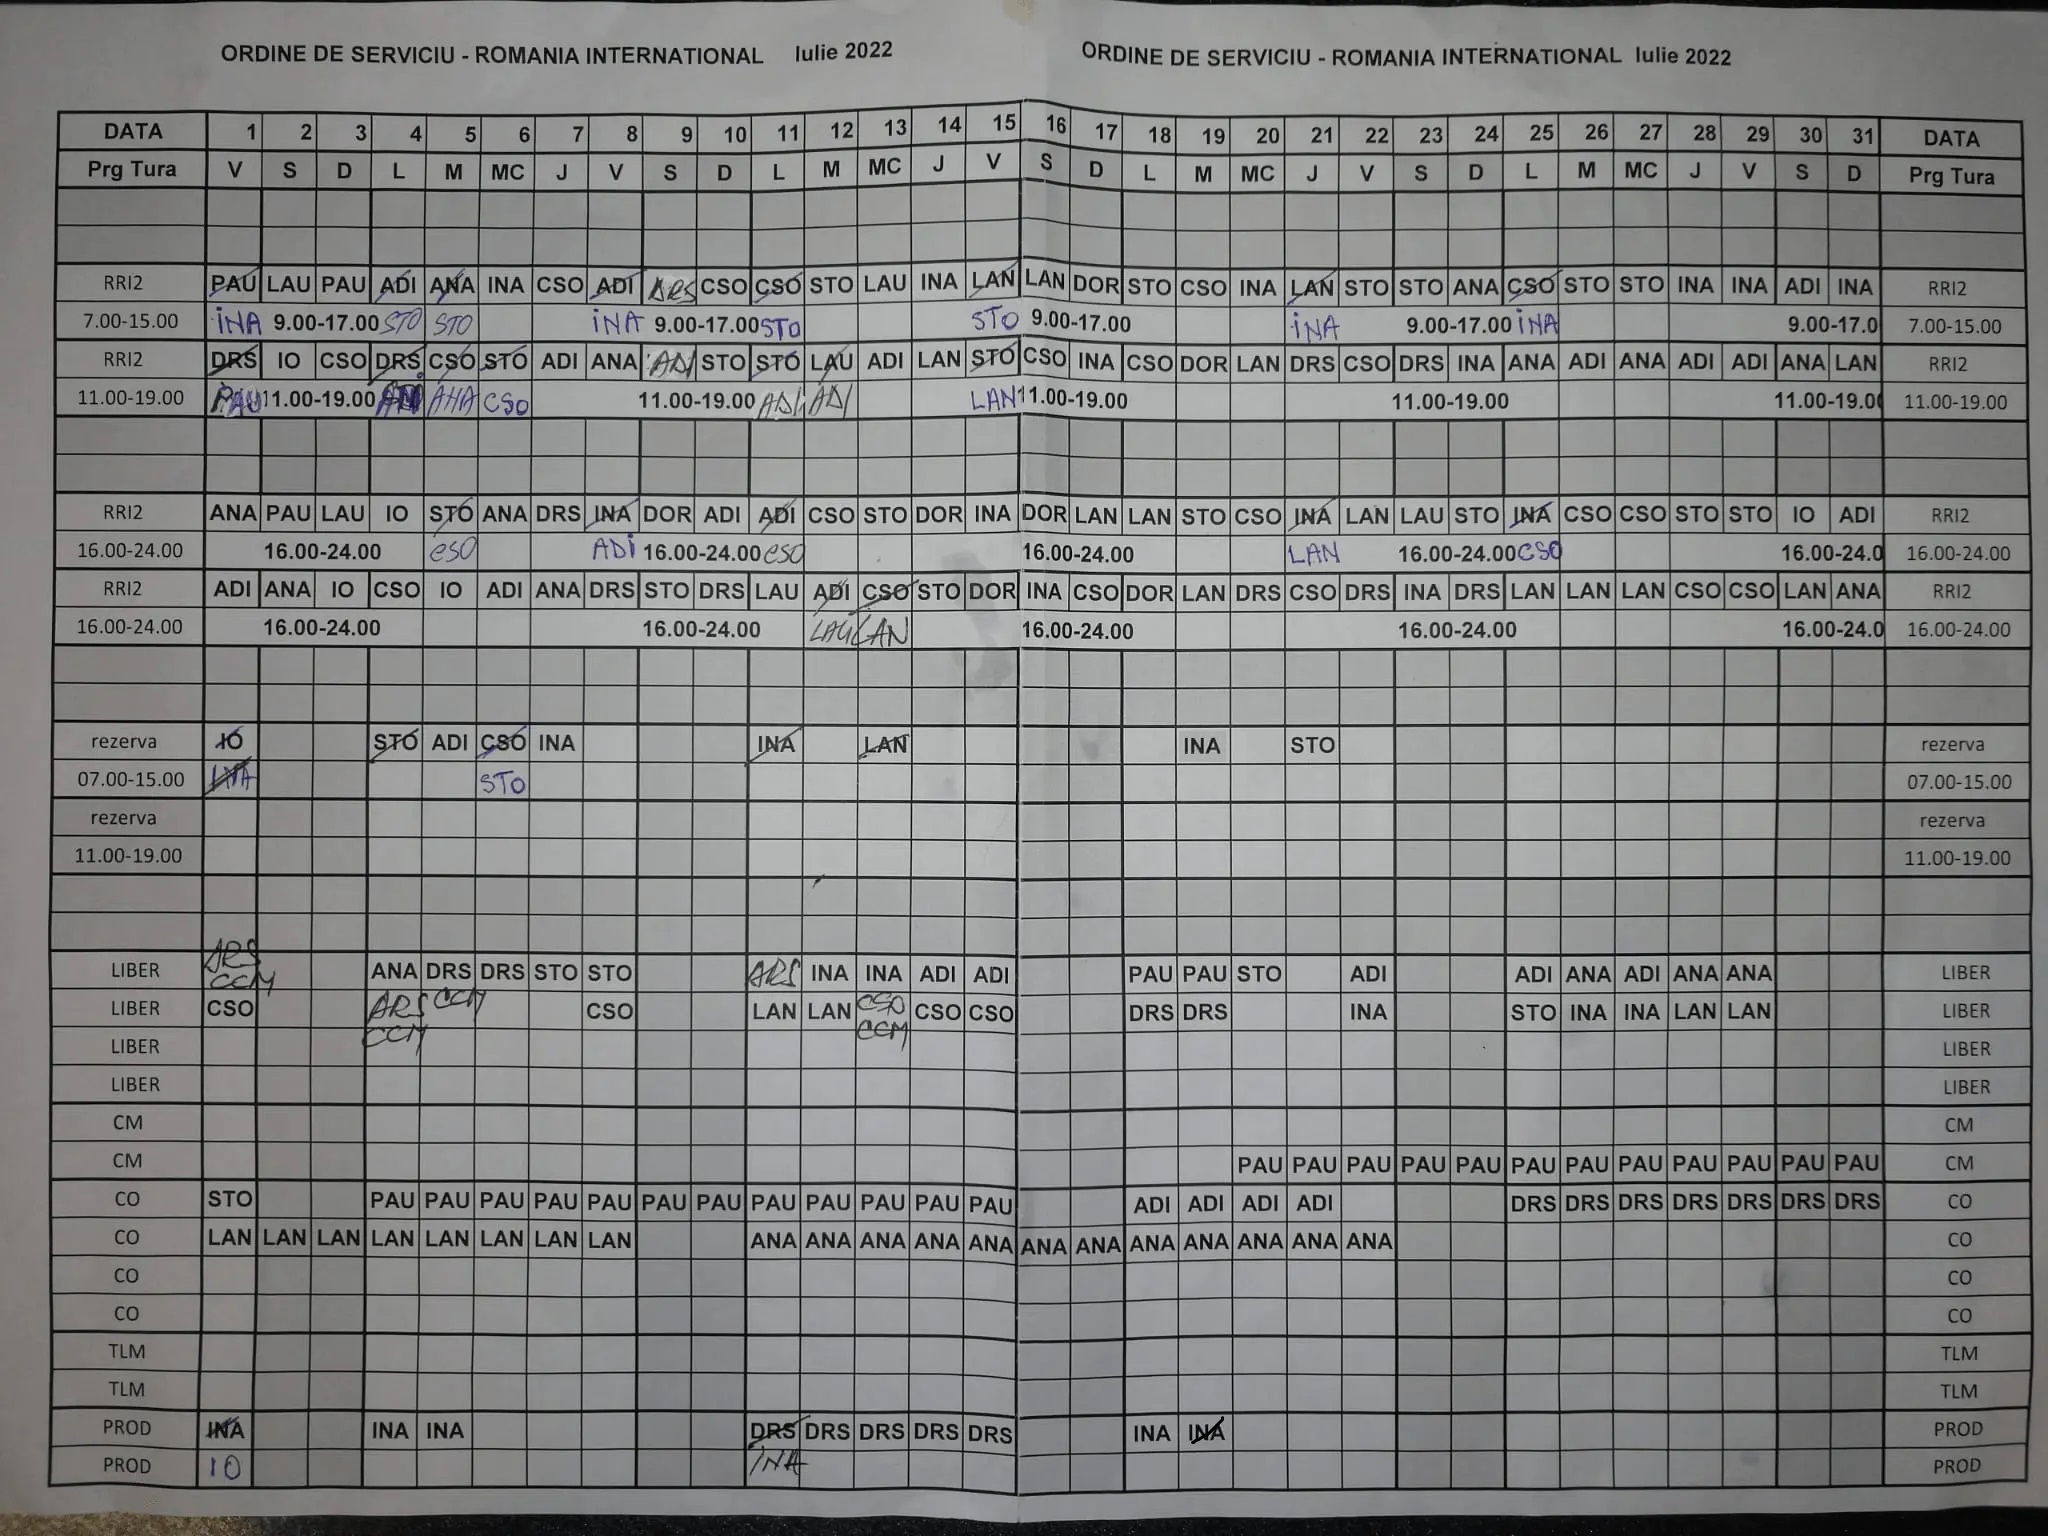 ORDINE DE SERVICIU - ROMANIA INTERNATIONAL Iulie 2022 ORDINE DE SERVICIU - ROMANIA INTERNATIONAL Iulie 2022
DATA 1 2 3 4 5 6 7 8 9 10 11 12 13 14 15 16 17 18 19 20 21 22 23 24 25 26 27 28 29 30 31 DATA
Prg Tura V S D L M MC J V S D L M MC J V S D L M MC J V S D L M MC J V S D Prg Tura
RRI2 PAU LAU PAU ADI ANA INA CSO ADI DRS CSO CSO STO LAU INA LAN LAN DOR STO CSO INA LAN STO STO ANA CSO STO STO INA INA ADI INA RRI2
7.00-15.00 INA 9.00-17.00 STO STO INA 9.00-17.00 STO STO 9.00-17.00 INA 9.00-17.00 INA 9.00-17.0 7.00-15.00
RRI2 DRS IO CSO DRS CSO STO ADI ANA ADI STO STO LAU ADI LAN STO CSO INA CSO DOR LAN DRS CSO DRS INA ANA ADI ANA ADI ADI ANA LAN RRI2
11.00-19.00 PAU 11.00-19.00 ANA CSO 11.00-19.00 ADI ADI LAN 11.00-19.00 11.00-19.00 11.00-19.0 11.00-19.00
RRI2 ANA PAU LAU IO STO ANA DRS INA DOR ADI ADI CSO STO DOR INA DOR LAN LAN STO CSO INA LAN LAU STO INA CSO CSO STO STO IO ADI RRI2
16.00-24.00 16.00-24.00 CSO ADI 16.00-24.00 CSO 16.00-24.00 LAN 16.00-24.00 CSO 16.00-24.0 16.00-24.00
RRI2 ADI ANA IO CSO IO ADI ANA DRS STO DRS LAU ADI CSO STO DOR INA CSO DOR LAN DRS CSO DRS INA DRS LAN LAN LAN CSO CSO LAN ANA RRI2
16.00-24.00 16.00-24.00 16.00-24.00 LAU LAN 16.00-24.00 16.00-24.00 16.00-24.0 16.00-24.00
rezerva IO STO ADI CSO INA INA LAN INA STO rezerva
07.00-15.00 INA STO 07.00-15.00
rezerva rezerva
11.00-19.00 11.00-19.00
LIBER DRS CCM ANA DRS DRS STO STO DRS INA INA ADI ADI PAU PAU STO ADI ADI ANA ADI ANA ANA LIBER
LIBER CSO DRS CCM CCM CSO LAN LAN CSO CCM CSO CSO DRS DRS INA STO INA INA LAN LAN LIBER
LIBER LIBER
LIBER LIBER
CM CM
CM PAU PAU PAU PAU PAU PAU PAU PAU PAU PAU PAU PAU CM
CO STO PAU PAU PAU PAU PAU PAU PAU PAU PAU PAU PAU PAU ADI ADI ADI ADI DRS DRS DRS DRS DRS DRS DRS CO
CO LAN LAN LAN LAN LAN LAN LAN LAN ANA ANA ANA ANA ANA ANA ANA ANA ANA ANA ANA ANA CO
CO CO
CO CO
TLM TLM
TLM TLM
PROD INA INA INA DRS DRS DRS DRS DRS INA INA PROD
PROD IO INA PROD